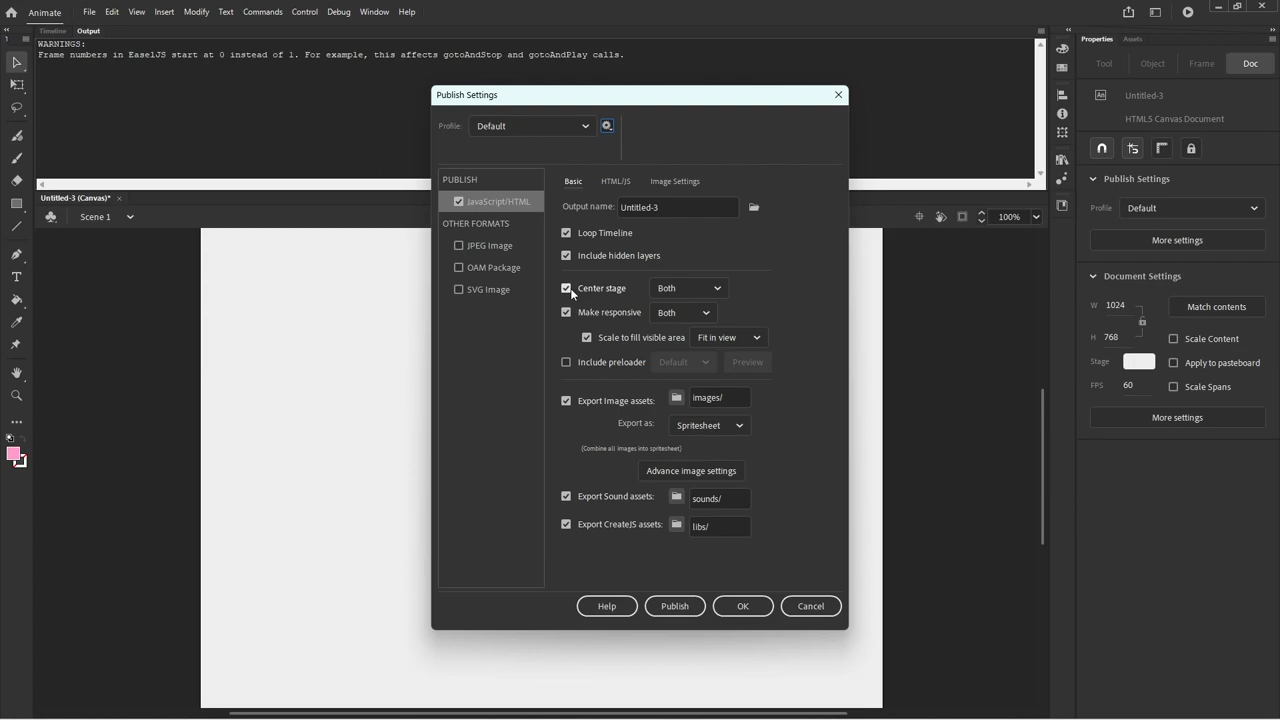 Animate File Edit View Insert Modify Text Commands Control Debug Window Help
Timeline Output
WARNINGS:
Frame numbers in EaselJS start at 0 instead of 1. For example, this affects gotoAndStop and gotoAndPlay calls.
Untitled-3 (Canvas)* ×
Scene 1
100%
Publish Settings
Profile: Default
PUBLISH
JavaScript/HTML
OTHER FORMATS
JPEG Image
OAM Package
SVG Image
Basic HTML/JS Image Settings
Output name: Untitled-3
Loop Timeline
Include hidden layers
Center stage Both
Make responsive Both
Scale to fill visible area Fit in view
Include preloader Default Preview
Export Image assets: images/
Export as: Spritesheet
(Combine all images into spritesheet)
Advance image settings
Export Sound assets: sounds/
Export CreateJS assets: libs/
Help Publish OK Cancel
Properties Assets
Tool Object Frame Doc
An Untitled-3
HTML5 Canvas Document
Publish Settings
Profile Default
More settings
Document Settings
W 1024 Match contents
H 768 Scale Content
Stage Apply to pasteboard
FPS 60 Scale Spans
More settings